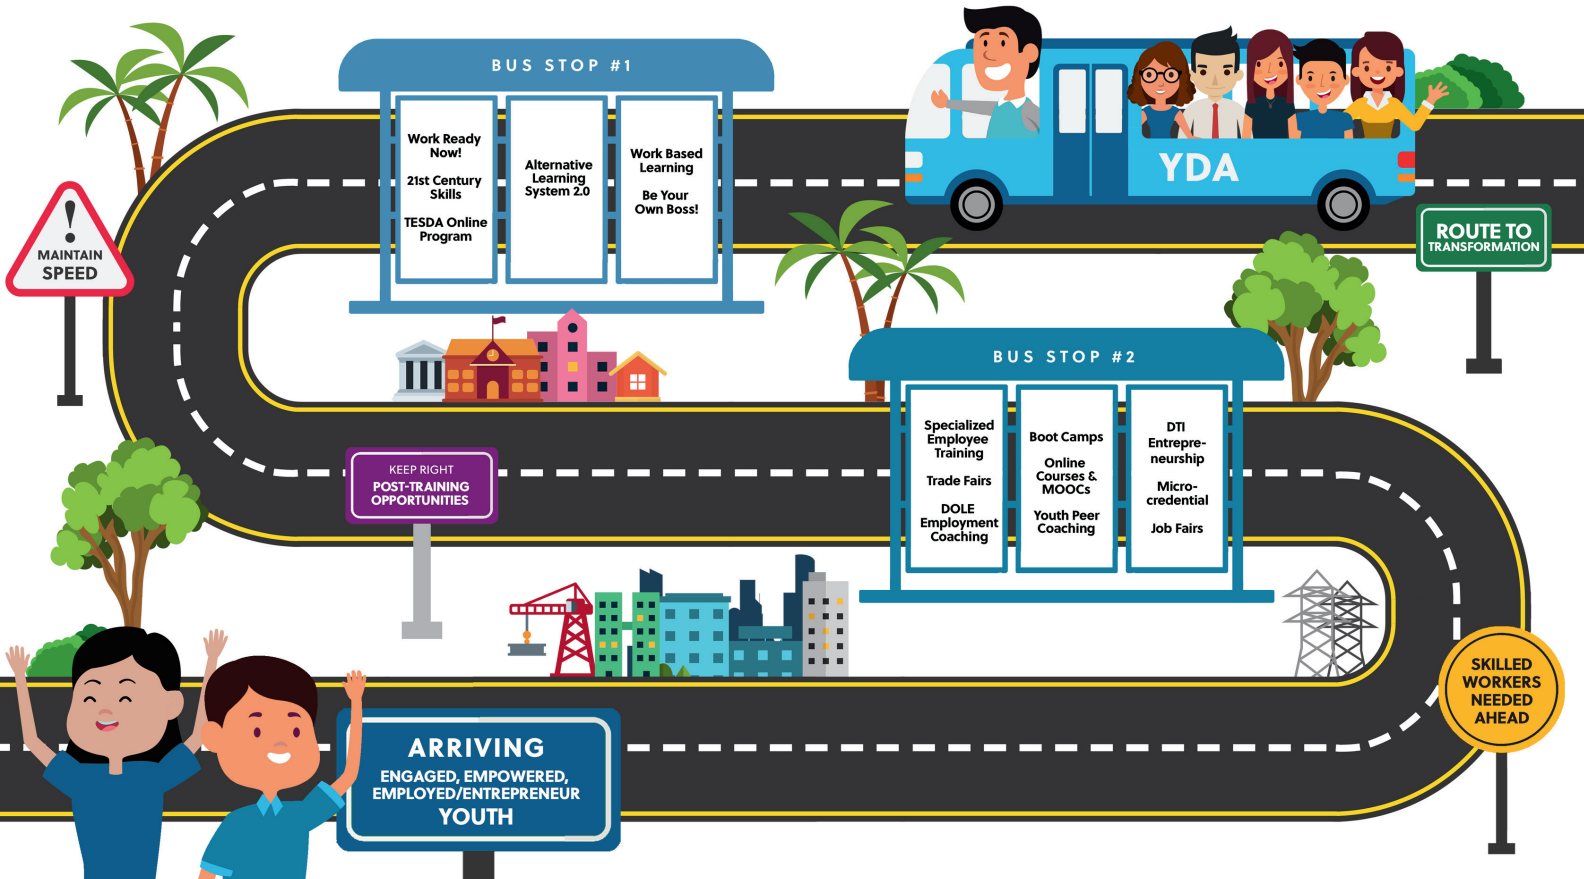 BUS STOP #1
Work Ready
Now!
21st Century
Skills
TESDA Online
Program
Alternative
Learning
System 2.0
Work Based
Learning
Be Your
Own Boss!
YDA
ROUTE TO
TRANSFORMATION
!
MAINTAIN
SPEED
BUS STOP #2
Specialized
Employee
Training
Trade Fairs
DOLE
Employment
Coaching
Boot Camps
Online
Courses &
MOOCs
Youth Peer
Coaching
DTI
Entrepre-
neurship
Micro-
credential
Job Fairs
KEEP RIGHT
POST-TRAINING
OPPORTUNITIES
SKILLED
WORKERS
NEEDED
AHEAD
ARRIVING
ENGAGED, EMPOWERED,
EMPLOYED/ENTREPRENEUR
YOUTH